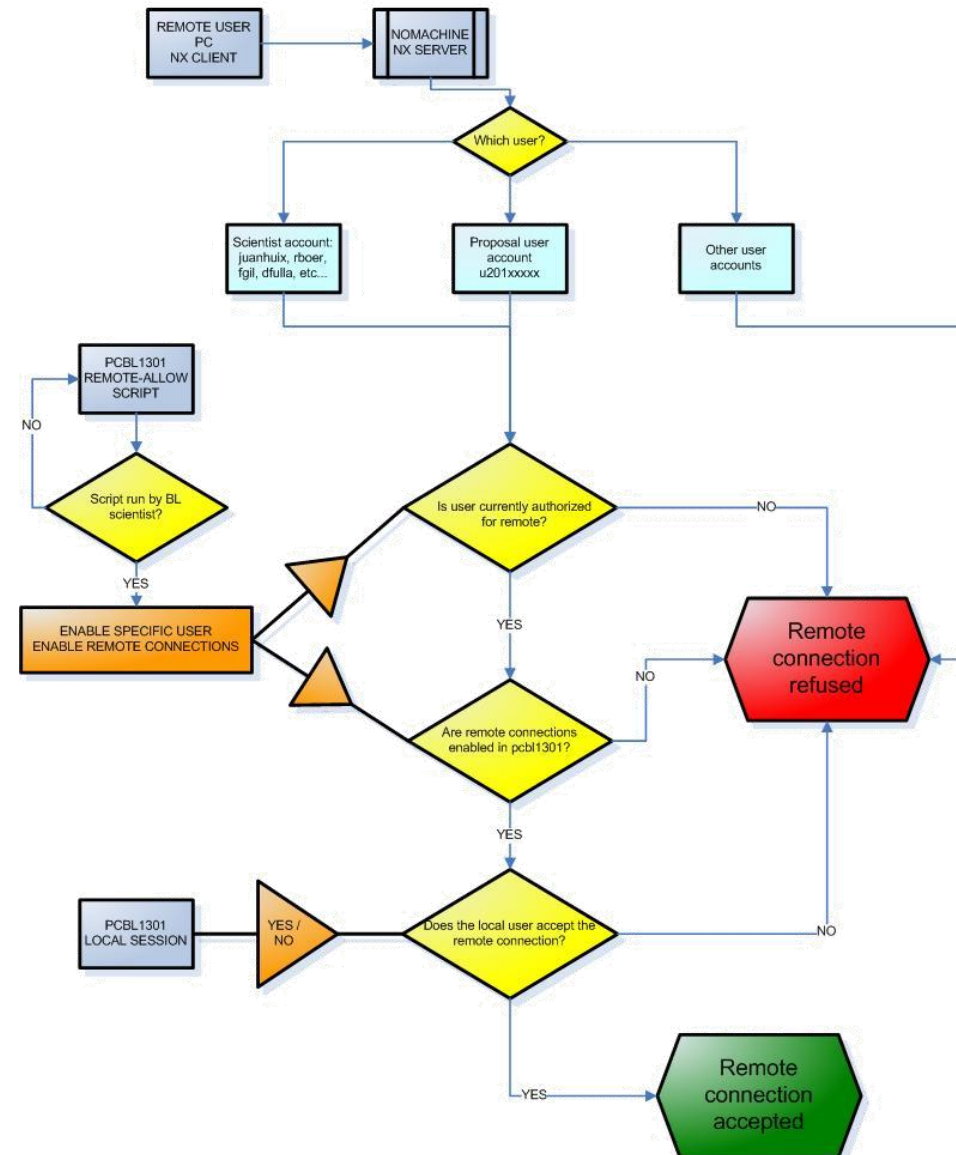 REMOTE USER
PC
NX CLIENT
NOMACHINE
NX SERVER
Which user?
Scientist account:
juanhuix, rboer,
fgil, dfulla, etc...
Proposal user
account
u201xxxxx
Other user
accounts
PCBL1301
REMOTE-ALLOW
SCRIPT
NO
Script run by BL
scientist?
YES
ENABLE SPECIFIC USER
ENABLE REMOTE CONNECTIONS
Is user currently authorized
for remote?
NO
YES
Remote
connection
refused
Are remote connections
enabled in pcbl1301?
NO
YES
PCBL1301
LOCAL SESSION
YES /
NO
Does the local user accept the
remote connection?
NO
YES
Remote
connection
accepted